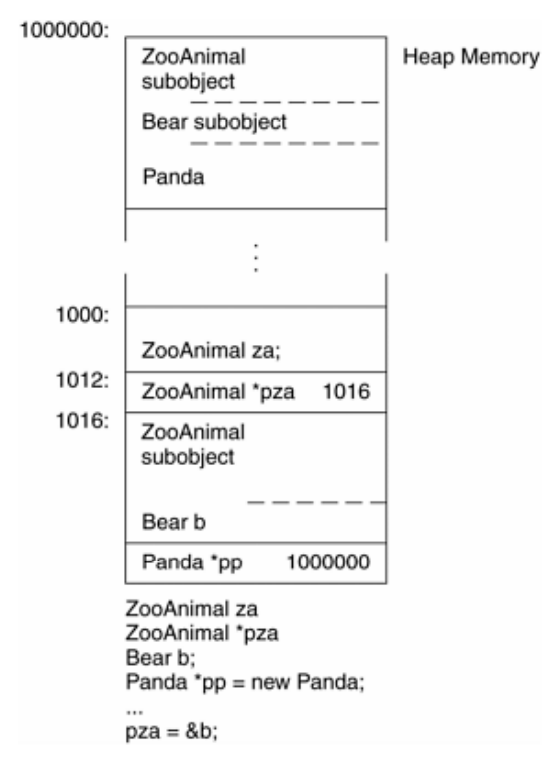 1000000:
ZooAnimal
subobject
Heap Memory
Bear subobject
Panda
1000:
ZooAnimal za;
1012:
ZooAnimal *pza 1016
1016:
ZooAnimal
subobject
Bear b
Panda *pp 1000000
ZooAnimal za
ZooAnimal *pza
Bear b;
Panda *pp = new Panda;
...
pza = &b;